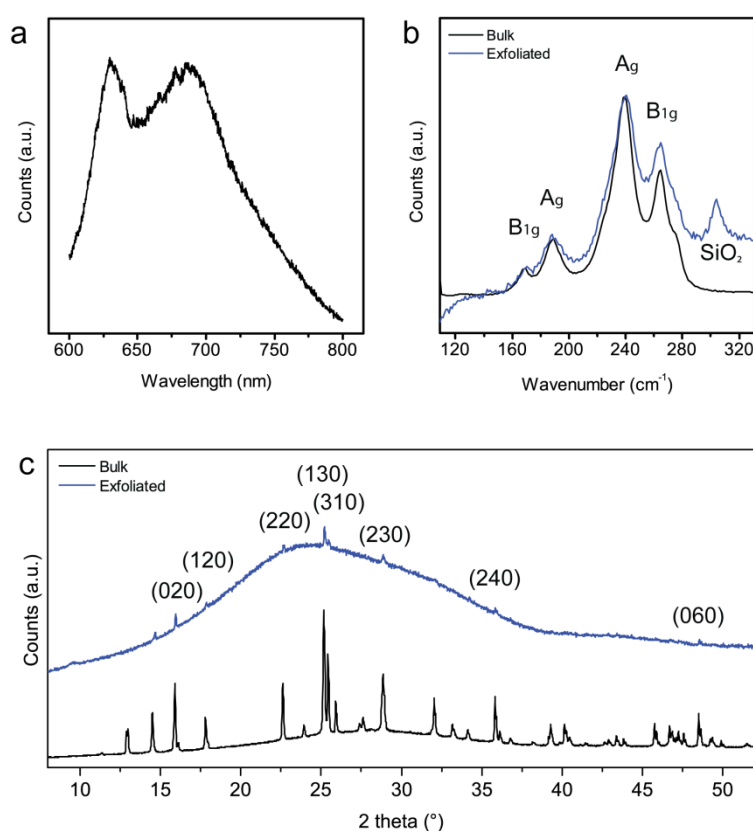 a
Counts (a.u.)
600 650 700 750 800
Wavelength (nm)
b
Bulk
Exfoliated
Ag
B1g
Ag
B1g
SiO₂
Counts (a.u.)
120 160 200 240 280 320
Wavenumber (cm⁻¹)
c
Bulk
Exfoliated
(130)
(310)
(220)
(230)
(120)
(020)
(240)
(060)
Counts (a.u.)
10 15 20 25 30 35 40 45 50
2 theta (°)